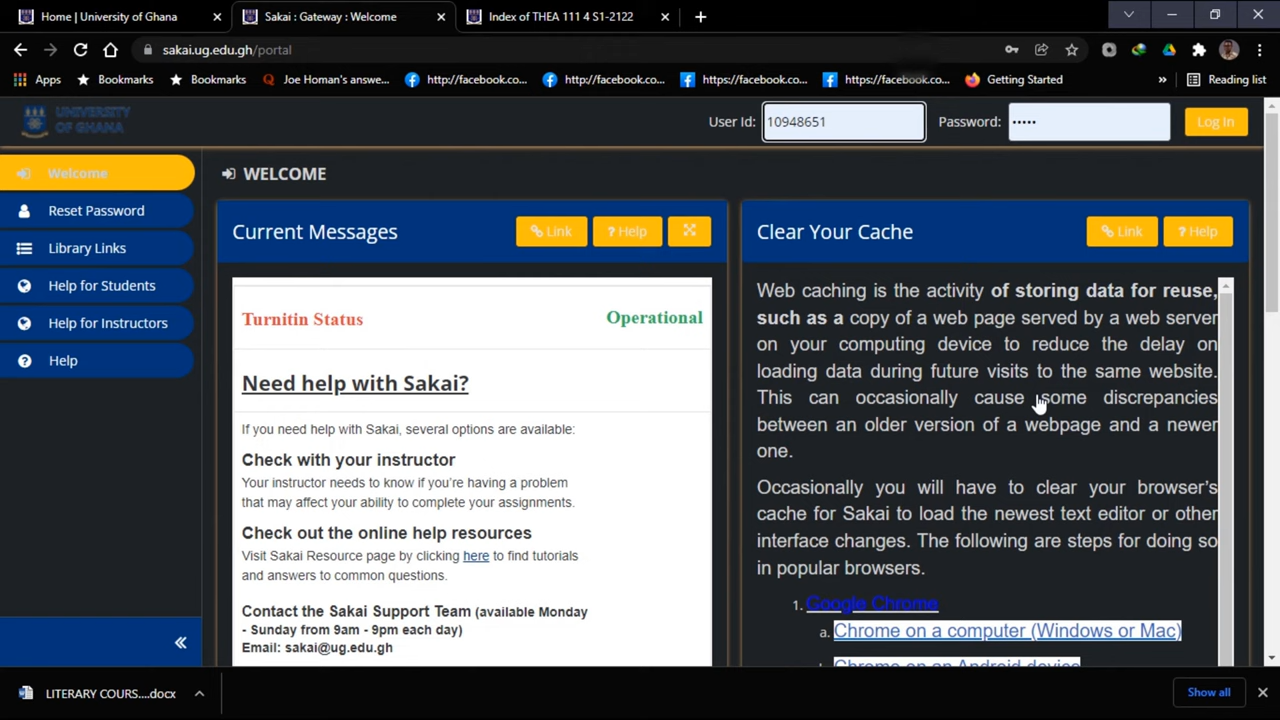 Home | University of Ghana
Sakai : Gateway : Welcome
Index of THEA 111 4 S1-2122
sakai.ug.edu.gh/portal
Apps
Bookmarks
Bookmarks
Joe Homan's answe...
http://facebook.co...
http://facebook.co...
https://facebook.co...
https://facebook.co...
Getting Started
»
Reading list
UNIVERSITY
OF GHANA
User Id:
10948651
Password:
•••••
Log In
Welcome
Reset Password
Library Links
Help for Students
Help for Instructors
Help
WELCOME
Current Messages
Link
Help
Turnitin Status
Operational
Need help with Sakai?
If you need help with Sakai, several options are available:
Check with your instructor
Your instructor needs to know if you're having a problem
that may affect your ability to complete your assignments.
Check out the online help resources
Visit Sakai Resource page by clicking here to find tutorials
and answers to common questions.
Contact the Sakai Support Team (available Monday
- Sunday from 9am - 9pm each day)
Email: sakai@ug.edu.gh
Clear Your Cache
Link
Help
Web caching is the activity of storing data for reuse,
such as a copy of a web page served by a web server
on your computing device to reduce the delay on
loading data during future visits to the same website.
This can occasionally cause some discrepancies
between an older version of a webpage and a newer
one.
Occasionally you will have to clear your browser's
cache for Sakai to load the newest text editor or other
interface changes. The following are steps for doing so
in popular browsers.
1. Google Chrome
a. Chrome on a computer (Windows or Mac)
Chrome on an Android device
LITERARY COURS....docx
Show all